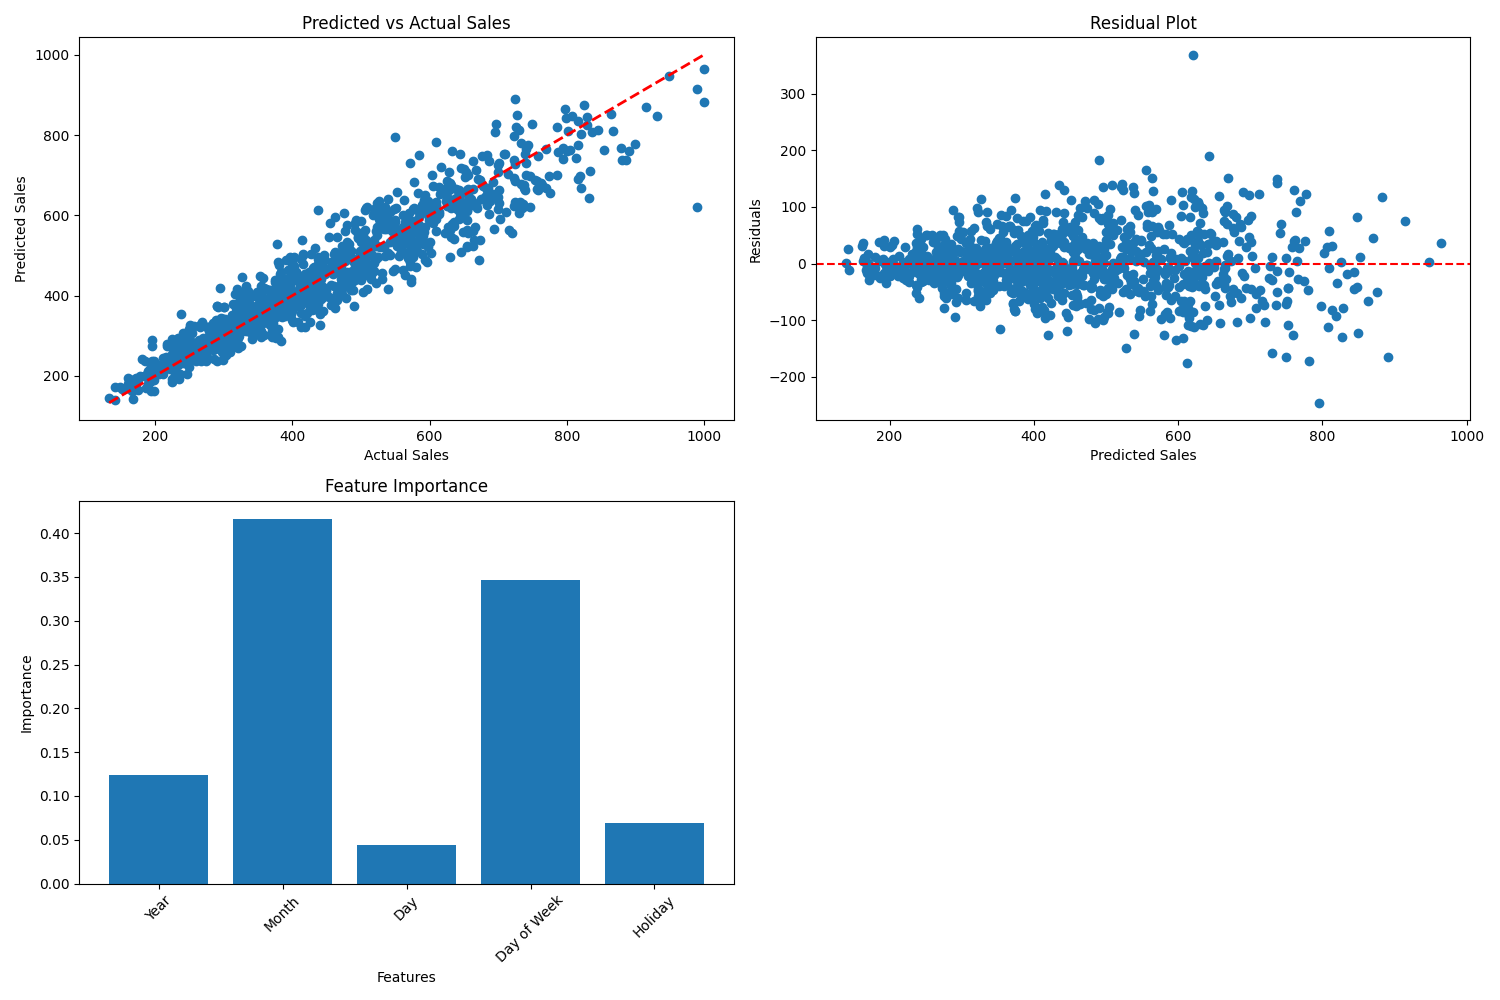 Predicted vs Actual Sales
1000
800
600
400
200
Predicted Sales
200 400 600 800 1000
Actual Sales
Residual Plot
300
200
100
0
−100
−200
Residuals
200 400 600 800 1000
Predicted Sales
Feature Importance
0.40
0.35
0.30
0.25
0.20
0.15
0.10
0.05
0.00
Importance
Year Month Day Day of Week Holiday
Features